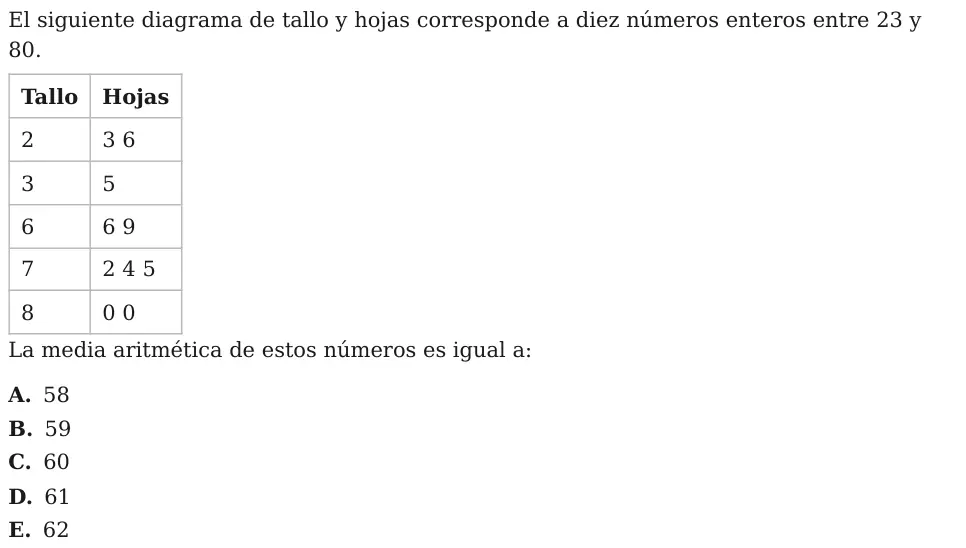 El siguiente diagrama de tallo y hojas corresponde a diez números enteros entre 23 y
80.
Tallo Hojas
2 3 6
3 5
6 6 9
7 2 4 5
8 0 0
La media aritmética de estos números es igual a:
A. 58
B. 59
C. 60
D. 61
E. 62